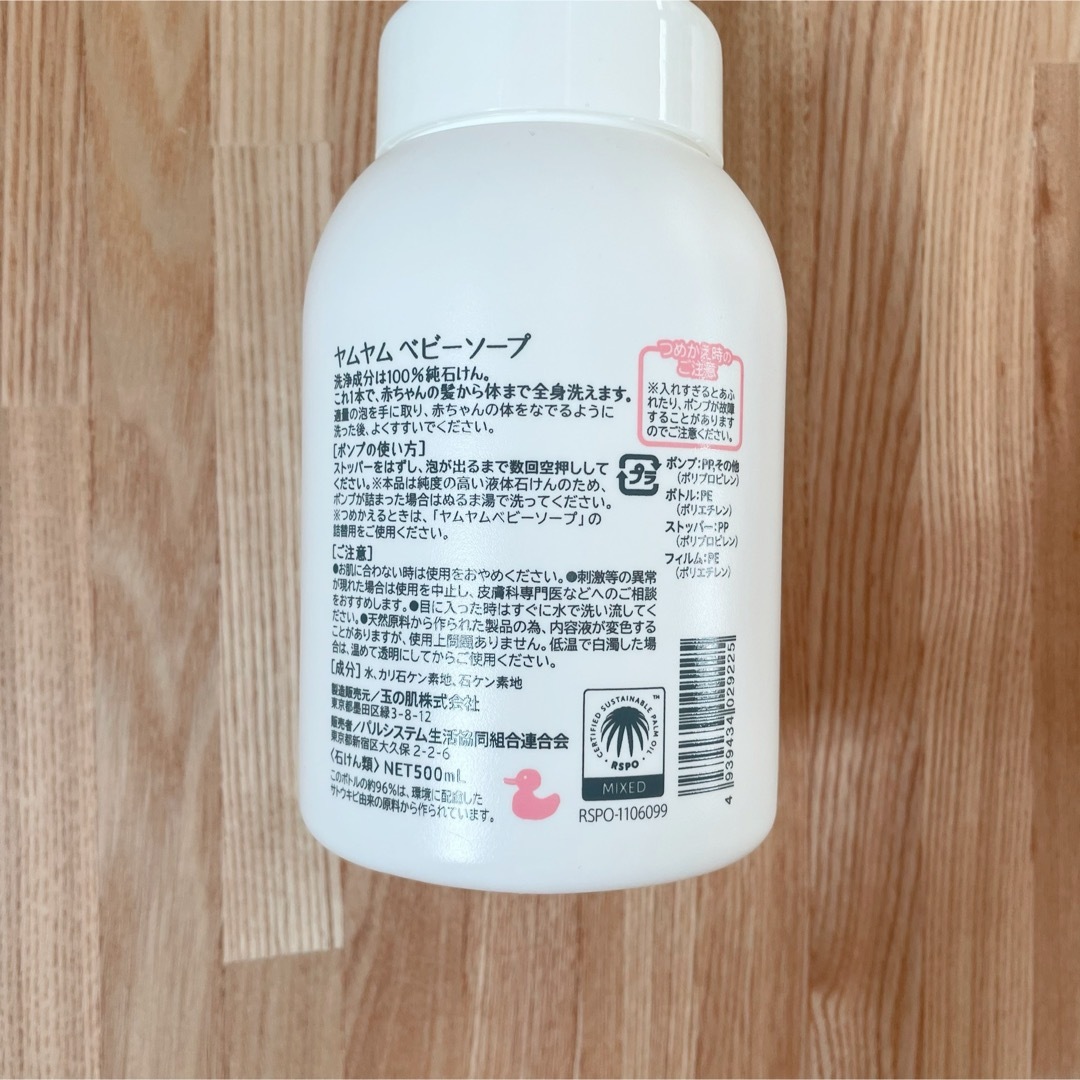 ヤムヤム ベビーソープ
洗浄成分は100%純石けん。
これ1本で、赤ちゃんの髪から体まで全身洗えます。
適量の泡を手に取り、赤ちゃんの体をなでるように
洗った後、よくすすいでください。
[ポンプの使い方]
ストッパーをはずし、泡が出るまで数回空押しして
ください。※本品は純度の高い液体石けんのため、
ポンプが詰まった場合はぬるま湯で洗ってください。
※つめかえるときは、「ヤムヤムベビーソープ」の
詰替用をご使用ください。
[ご注意]
●お肌に合わない時は使用をおやめください。●刺激等の異常
が現れた場合は使用を中止し、皮膚科専門医などへのご相談
をおすすめします。●目に入った時はすぐに水で洗い流してく
ださい。●天然原料から作られた製品の為、内容液が変色する
ことがありますが、使用上問題ありません。低温で白濁した場
合は、温めて透明にしてからご使用ください。
[成分] 水、カリ石ケン素地、石ケン素地
製造販売元/玉の肌株式会社
東京都墨田区緑3-8-12
販売者/パルシステム生活協同組合連合会
東京都新宿区大久保 2-2-6
〈石けん類〉NET500mL
このボトルの約96%は、環境に配慮した
サトウキビ由来の原料から作られています。
つめかえ時の
ご注意
※入れすぎるとあふ
れたり、ポンプが故障
することがあります
のでご注意ください。
プラ
ポンプ:PP,その他
(ポリプロピレン)
ボトル:PE
(ポリエチレン)
ストッパー:PP
(ポリプロピレン)
フィルム:PE
(ポリエチレン)
CERTIFIED SUSTAINABLE PALM OIL ™
· RSPO ·
MIXED
RSPO-1106099
4 939434 029225